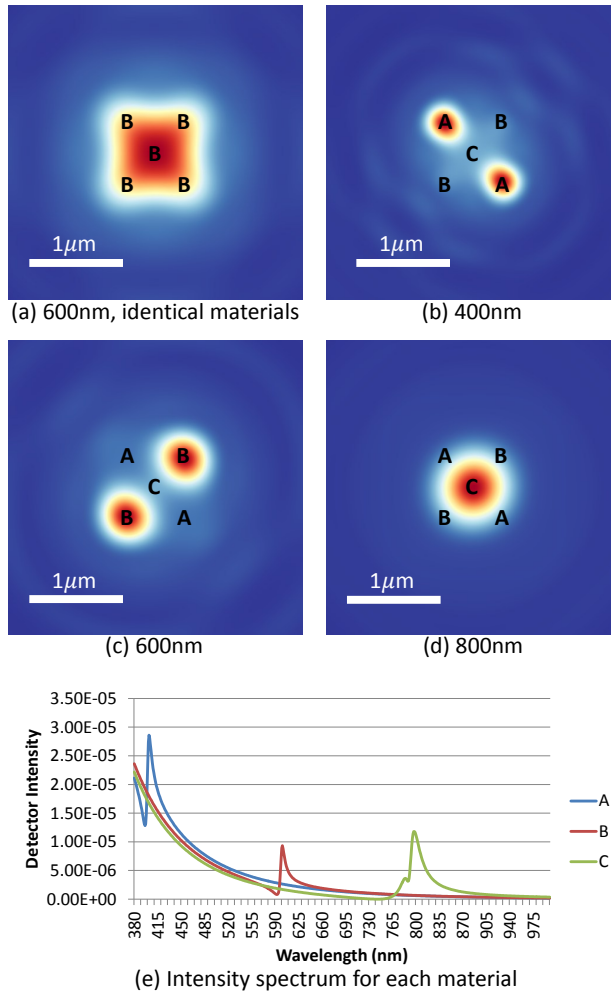 B B
B
B B
1μm
(a) 600nm, identical materials
A B
C
B A
1μm
(b) 400nm
A B
C
B A
1μm
(c) 600nm
A B
C
B A
1μm
(d) 800nm
3.50E-05
3.00E-05
2.50E-05
2.00E-05
1.50E-05
1.00E-05
5.00E-06
0.00E+00
Detector Intensity
380 415 450 485 520 555 590 625 660 695 730 765 800 835 870 905 940 975
Wavelength (nm)
A
B
C
(e) Intensity spectrum for each material